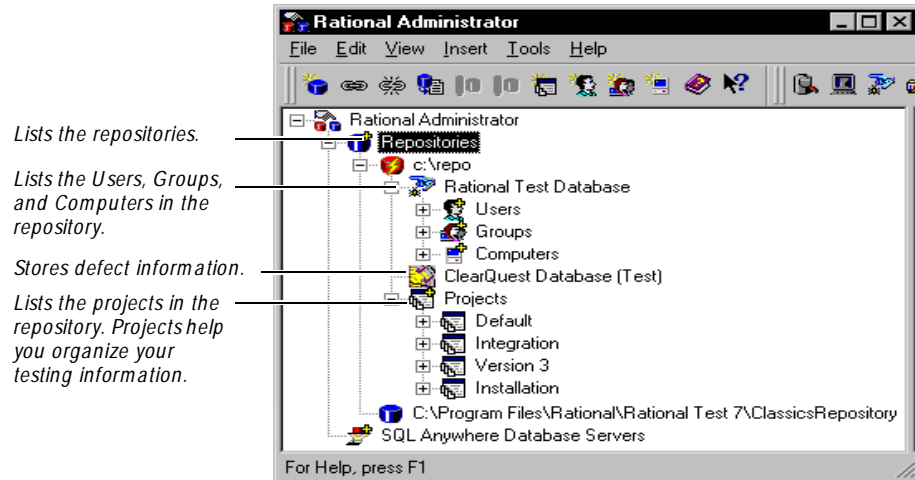 Rational Administrator
File Edit View Insert Tools Help
Rational Administrator
Lists the repositories.
Repositories
c:\repo
Lists the Users, Groups,
and Computers in the
repository.
Rational Test Database
Users
Groups
Computers
Stores defect information.
ClearQuest Database (Test)
Lists the projects in the
repository. Projects help
you organize your
testing information.
Projects
Default
Integration
Version 3
Installation
C:\Program Files\Rational\Rational Test 7\ClassicsRepository
SQL Anywhere Database Servers
For Help, press F1